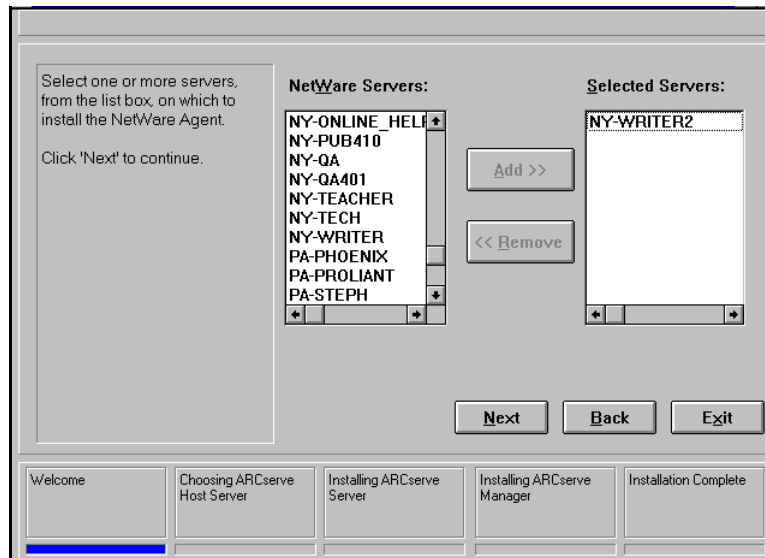 Select one or more servers,
from the list box, on which to
install the NetWare Agent.
Click 'Next' to continue.
NetWare Servers:
NY-ONLINE_HELP
NY-PUB410
NY-QA
NY-QA401
NY-TEACHER
NY-TECH
NY-WRITER
PA-PHOENIX
PA-PROLIANT
PA-STEPH
Add >>
<< Remove
Selected Servers:
NY-WRITER2
Next
Back
Exit
Welcome
Choosing ARCserve
Host Server
Installing ARCserve
Server
Installing ARCserve
Manager
Installation Complete